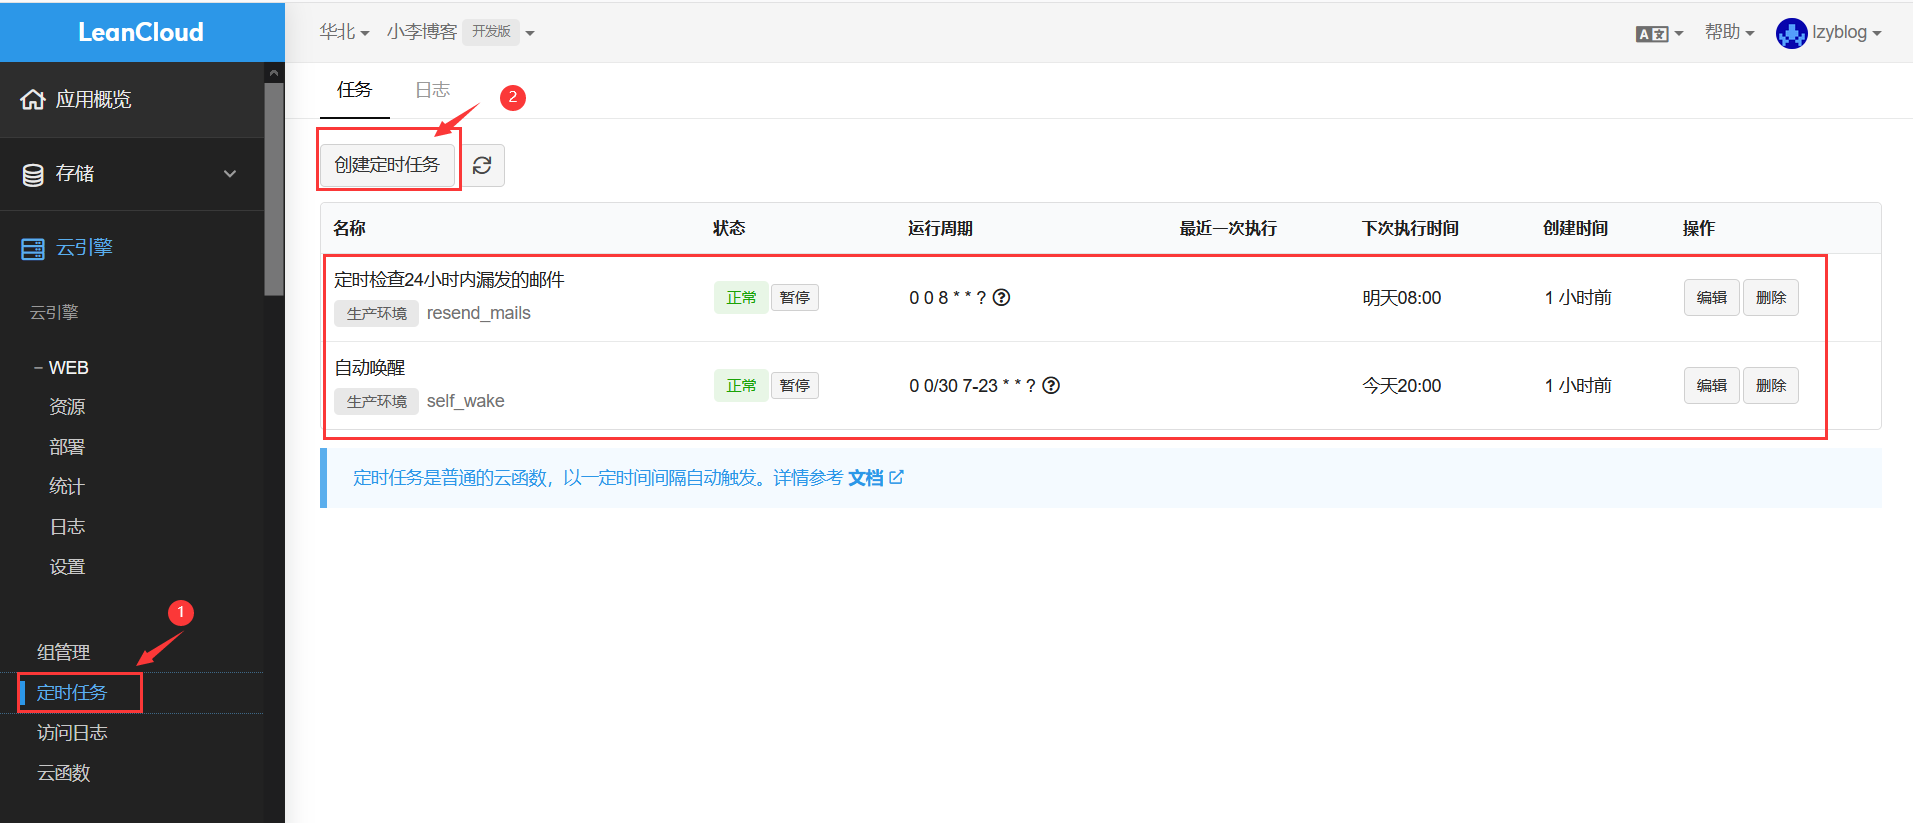 LeanCloud
华北
小李博客 开发版
A 文
帮助
lzyblog
应用概览
存储
云引擎
云引擎
– WEB
资源
部署
统计
日志
设置
1
组管理
定时任务
访问日志
云函数
任务 日志
2
创建定时任务
名称 状态 运行周期 最近一次执行 下次执行时间 创建时间 操作
定时检查24小时内漏发的邮件
生产环境 resend_mails
正常 暂停 0 0 8 * * ? 明天08:00 1 小时前 编辑 删除
自动唤醒
生产环境 self_wake
正常 暂停 0 0/30 7-23 * * ? 今天20:00 1 小时前 编辑 删除
定时任务是普通的云函数，以一定时间间隔自动触发。详情参考 文档